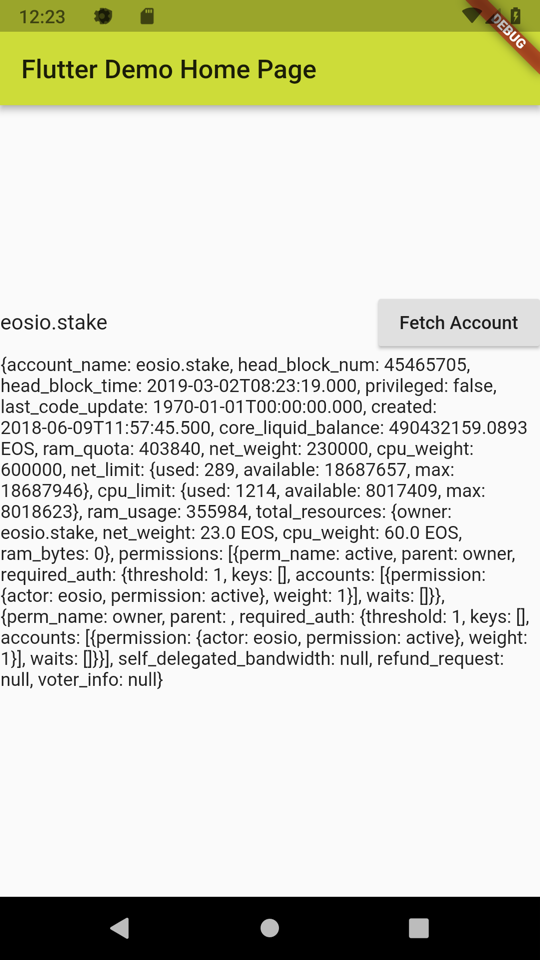 12:23
DEBUG
Flutter Demo Home Page
eosio.stake
Fetch Account
{account_name: eosio.stake, head_block_num: 45465705,
head_block_time: 2019-03-02T08:23:19.000, privileged: false,
last_code_update: 1970-01-01T00:00:00.000, created:
2018-06-09T11:57:45.500, core_liquid_balance: 490432159.0893
EOS, ram_quota: 403840, net_weight: 230000, cpu_weight:
600000, net_limit: {used: 289, available: 18687657, max:
18687946}, cpu_limit: {used: 1214, available: 8017409, max:
8018623}, ram_usage: 355984, total_resources: {owner:
eosio.stake, net_weight: 23.0 EOS, cpu_weight: 60.0 EOS,
ram_bytes: 0}, permissions: [{perm_name: active, parent: owner,
required_auth: {threshold: 1, keys: [], accounts: [{permission:
{actor: eosio, permission: active}, weight: 1}], waits: []}},
{perm_name: owner, parent: , required_auth: {threshold: 1, keys: [],
accounts: [{permission: {actor: eosio, permission: active}, weight:
1}], waits: []}}], self_delegated_bandwidth: null, refund_request:
null, voter_info: null}